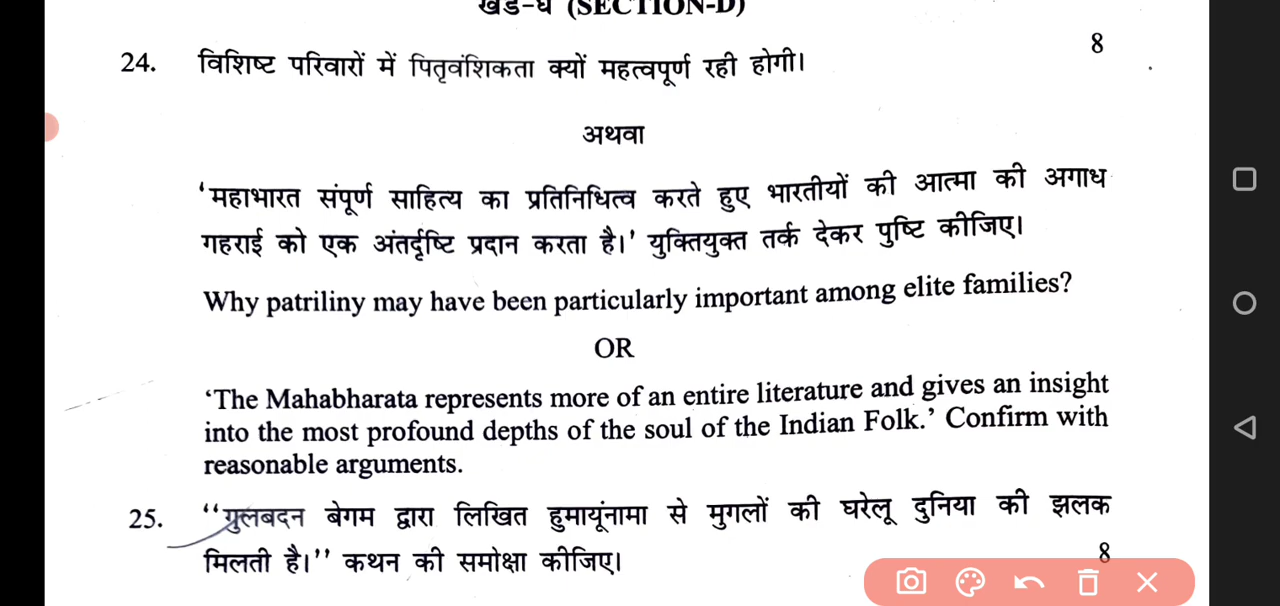 खंड-घ (SECTION-D)
8
24. विशिष्ट परिवारों में पितृवंशिकता क्यों महत्वपूर्ण रही होगी।
अथवा
‘महाभारत संपूर्ण साहित्य का प्रतिनिधित्व करते हुए भारतीयों की आत्मा की अगाध
गहराई को एक अंतर्दृष्टि प्रदान करता है।’ युक्तियुक्त तर्क देकर पुष्टि कीजिए।
Why patriliny may have been particularly important among elite families?
OR
‘The Mahabharata represents more of an entire literature and gives an insight
into the most profound depths of the soul of the Indian Folk.’ Confirm with
reasonable arguments.
25. “गुलबदन बेगम द्वारा लिखित हुमायूंनामा से मुगलों की घरेलू दुनिया की झलक
मिलती है।” कथन की समीक्षा कीजिए।
8